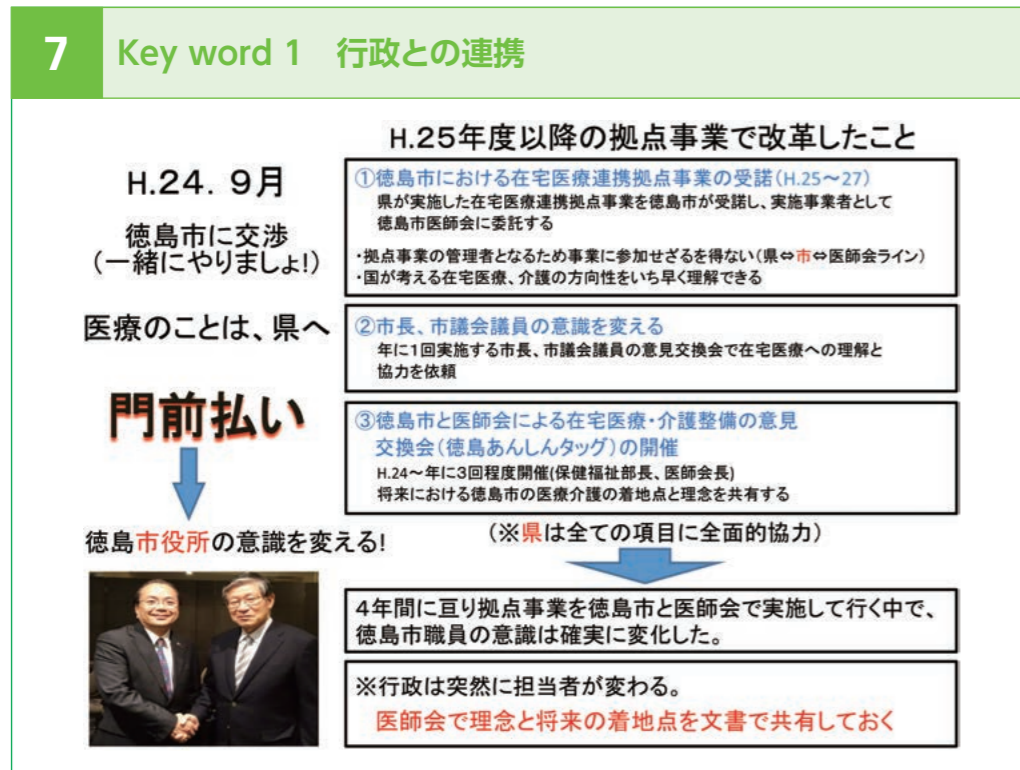 7
Key word 1 行政との連携
H.24. 9月
徳島市に交渉
(一緒にやりましょ!)
医療のことは、県へ
門前払い
徳島市役所の意識を変える!
H.25年度以降の拠点事業で改革したこと
①徳島市における在宅医療連携拠点事業の受諾(H.25～27)
県が実施した在宅医療連携拠点事業を徳島市が受諾し、実施事業者として
徳島市医師会に委託する
・拠点事業の管理者となるため事業に参加せざるを得ない(県⇔市⇔医師会ライン)
・国が考える在宅医療、介護の方向性をいち早く理解できる
②市長、市議会議員の意識を変える
年に1回実施する市長、市議会議員の意見交換会で在宅医療への理解と
協力を依頼
③徳島市と医師会による在宅医療・介護整備の意見
交換会(徳島あんしんタッグ)の開催
H.24～年に3回程度開催(保健福祉部長、医師会長)
将来における徳島市の医療介護の着地点と理念を共有する
(※県は全ての項目に全面的協力)
4年間に亘り拠点事業を徳島市と医師会で実施して行く中で、
徳島市職員の意識は確実に変化した。
※行政は突然に担当者が変わる。
医師会で理念と将来の着地点を文書で共有しておく